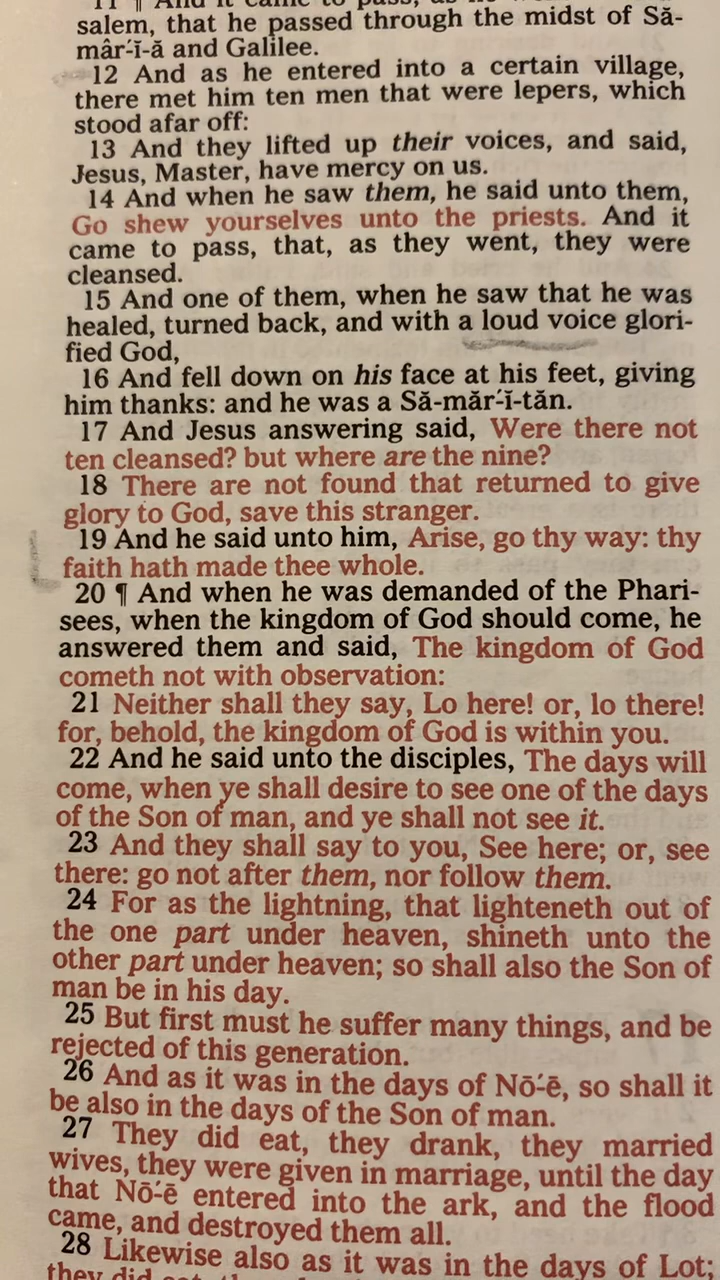 11 ¶ And it came to pass, as he
salem, that he passed through the midst of Să-
mâr´-ĭ-ă and Galilee.
12 And as he entered into a certain village,
there met him ten men that were lepers, which
stood afar off:
13 And they lifted up their voices, and said,
Jesus, Master, have mercy on us.
14 And when he saw them, he said unto them,
Go shew yourselves unto the priests. And it
came to pass, that, as they went, they were
cleansed.
15 And one of them, when he saw that he was
healed, turned back, and with a loud voice glori-
fied God,
16 And fell down on his face at his feet, giving
him thanks: and he was a Să-măr´-ĭ-tăn.
17 And Jesus answering said, Were there not
ten cleansed? but where are the nine?
18 There are not found that returned to give
glory to God, save this stranger.
19 And he said unto him, Arise, go thy way: thy
faith hath made thee whole.
20 ¶ And when he was demanded of the Phari-
sees, when the kingdom of God should come, he
answered them and said, The kingdom of God
cometh not with observation:
21 Neither shall they say, Lo here! or, lo there!
for, behold, the kingdom of God is within you.
22 And he said unto the disciples, The days will
come, when ye shall desire to see one of the days
of the Son of man, and ye shall not see it.
23 And they shall say to you, See here; or, see
there: go not after them, nor follow them.
24 For as the lightning, that lighteneth out of
the one part under heaven, shineth unto the
other part under heaven; so shall also the Son of
man be in his day.
25 But first must he suffer many things, and be
rejected of this generation.
26 And as it was in the days of Nō´-ē, so shall it
be also in the days of the Son of man.
27 They did eat, they drank, they married
wives, they were given in marriage, until the day
that Nō´-ē entered into the ark, and the flood
came, and destroyed them all.
28 Likewise also as it was in the days of Lot;
they did